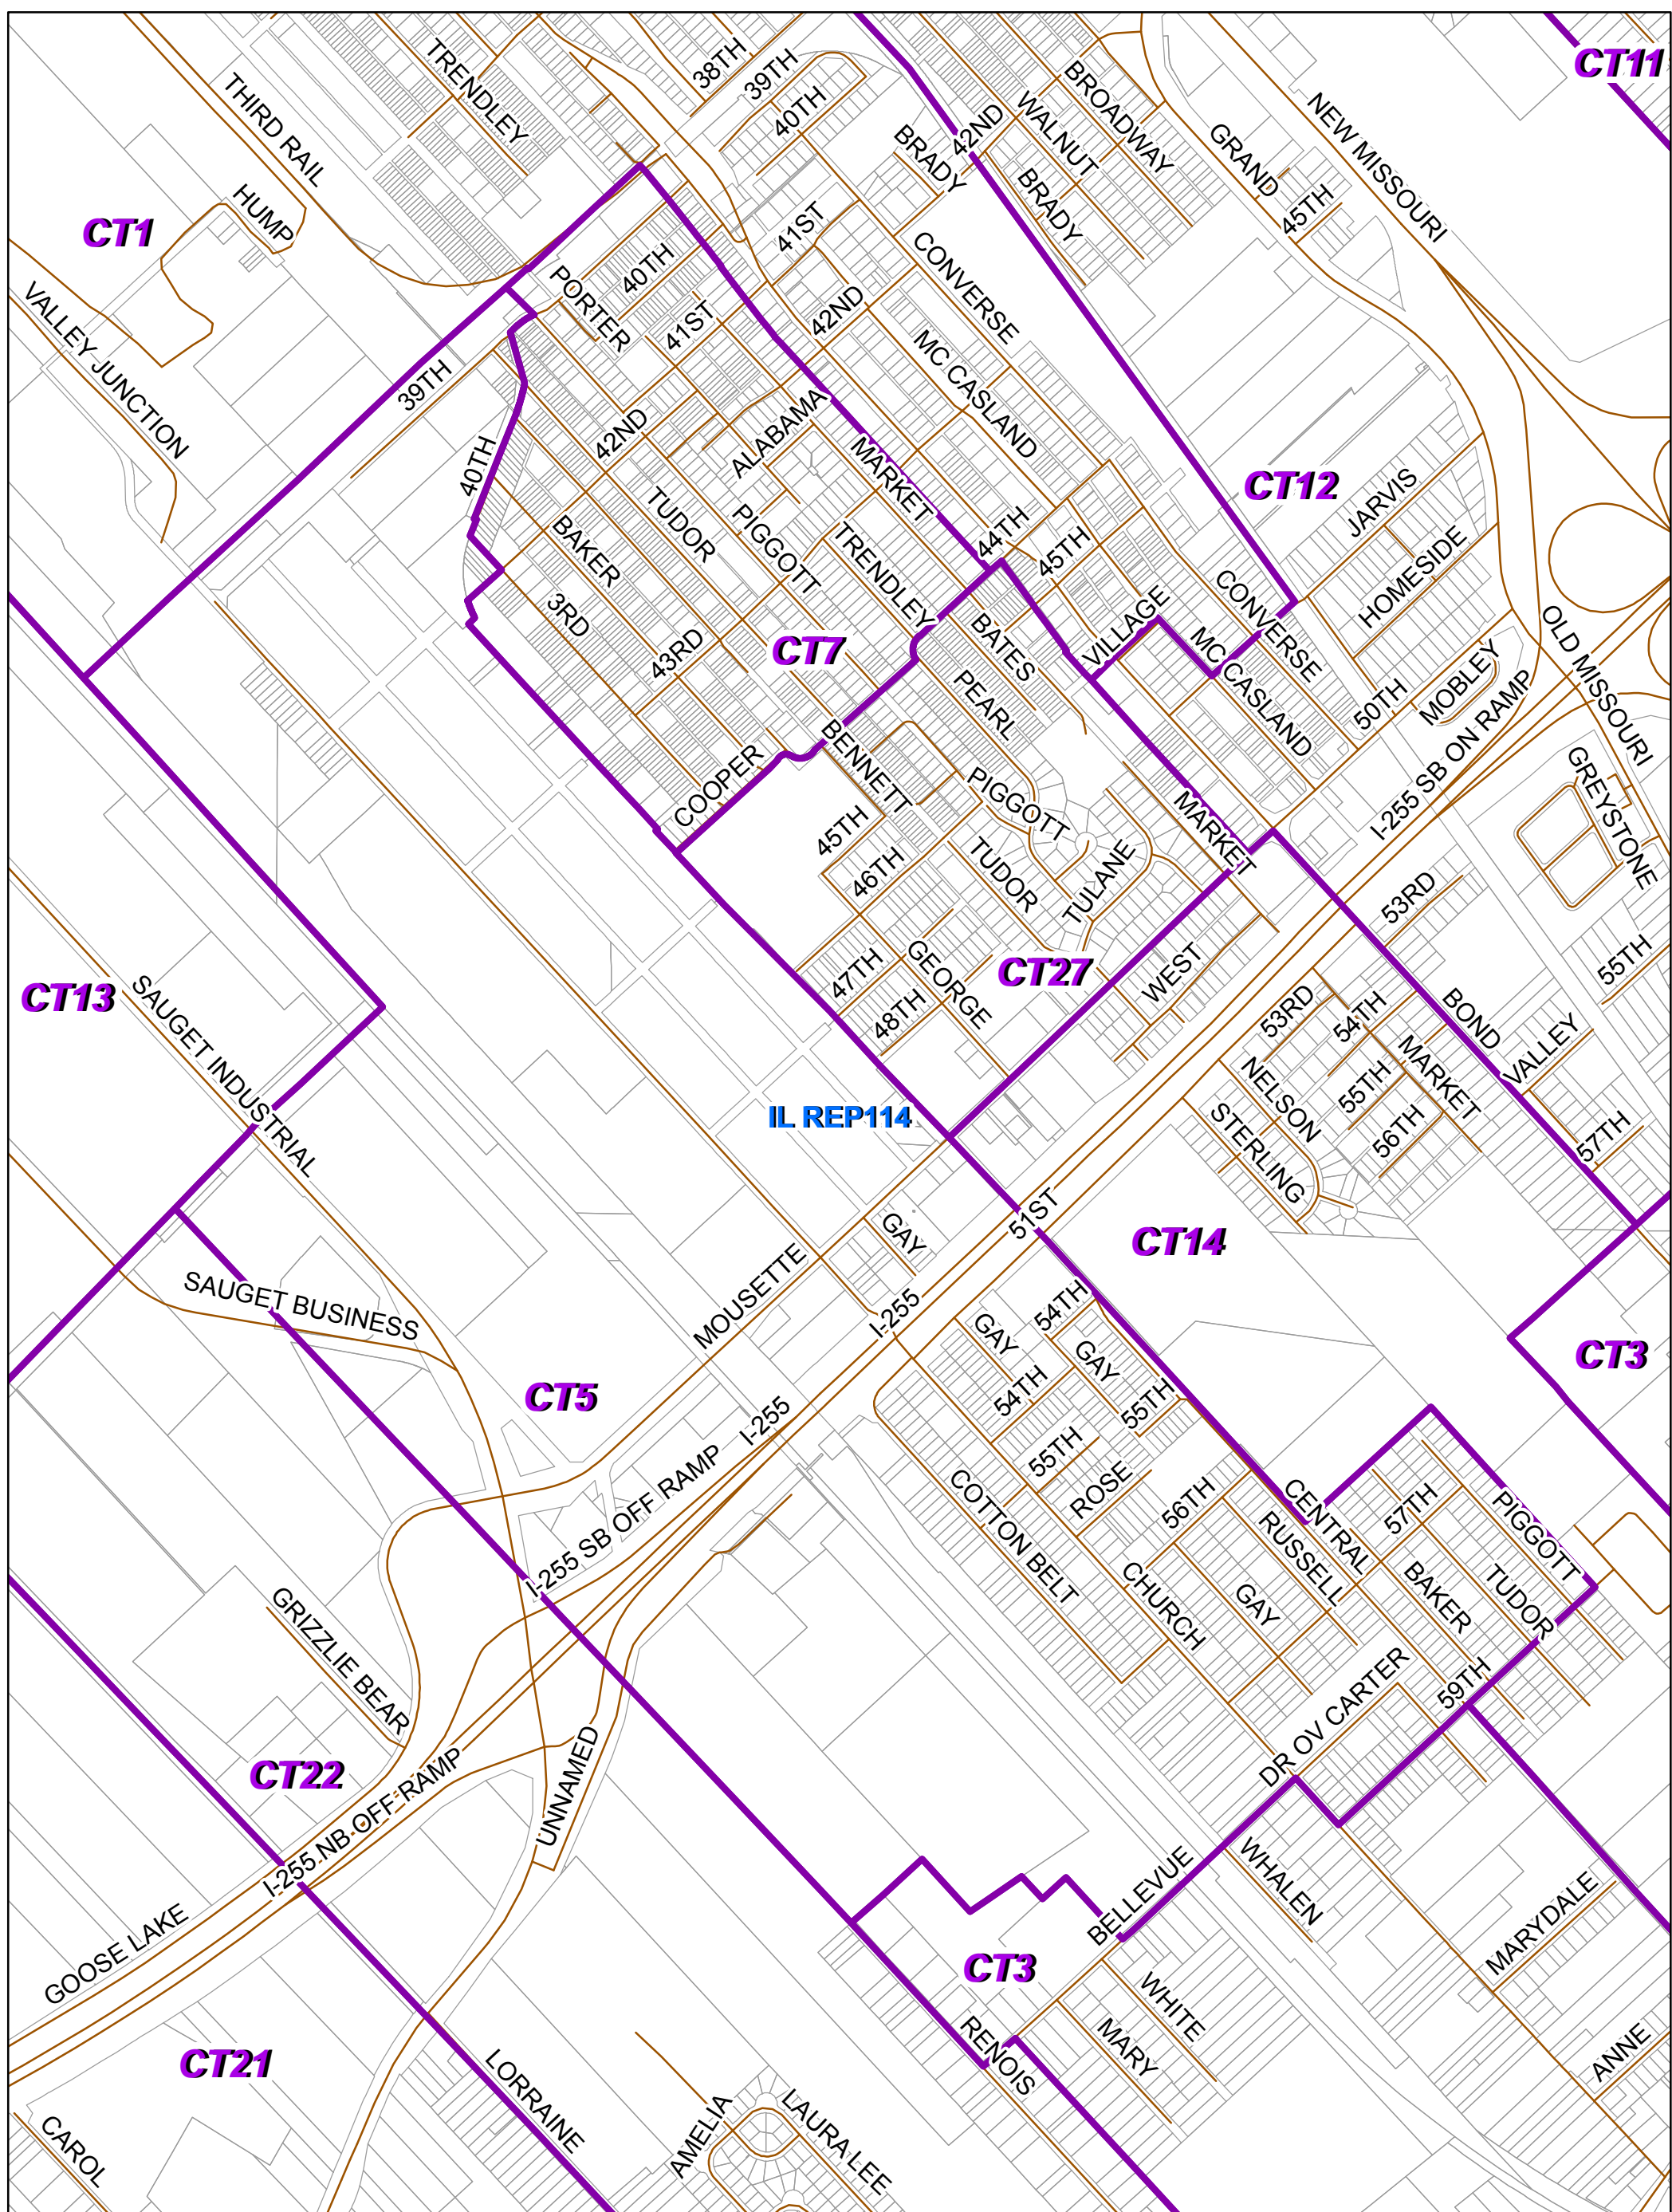 CT11
38TH
39TH
TRENDLEY
BROADWAY
THIRD RAIL
40TH
WALNUT
42ND
NEW MISSOURI
GRAND
BRADY
BRADY
45TH
HUMP
CT1
41ST
CONVERSE
40TH
PORTER
VALLEY JUNCTION
41ST
42ND
MC CASLAND
39TH
ALABAMA
42ND
MARKET
40TH
CT12
JARVIS
TUDOR
PIGGOTT
BAKER
TRENDLEY
44TH
45TH
HOMESIDE
CONVERSE
3RD
VILLAGE
BATES
43RD
CT7
MC CASLAND
OLD MISSOURI
MOBLEY
50TH
PEARL
I-255 SB ON RAMP
BENNETT
COOPER
PIGGOTT
GREYSTONE
45TH
MARKET
46TH
TUDOR
TULANE
53RD
55TH
47TH
GEORGE
CT27
WEST
CT13
SAUGET INDUSTRIAL
48TH
53RD
54TH
BOND
VALLEY
NELSON
MARKET
55TH
IL REP114
STERLING
56TH
57TH
51ST
GAY
CT14
MOUSETTE
SAUGET BUSINESS
I-255
54TH
GAY
GAY
CT3
CT5
54TH
55TH
I-255
55TH
ROSE
I-255 SB OFF RAMP
COTTON BELT
56TH
CENTRAL
57TH
PIGGOTT
RUSSELL
CHURCH
GAY
BAKER
TUDOR
GRIZZLIE BEAR
DR OV CARTER
59TH
CT22
UNNAMED
I-255 NB OFF RAMP
WHALEN
BELLEVUE
GOOSE LAKE
MARYDALE
CT3
WHITE
RENOIS
MARY
CT21
LORRAINE
ANNE
CAROL
AMELIA
LAURA LEE